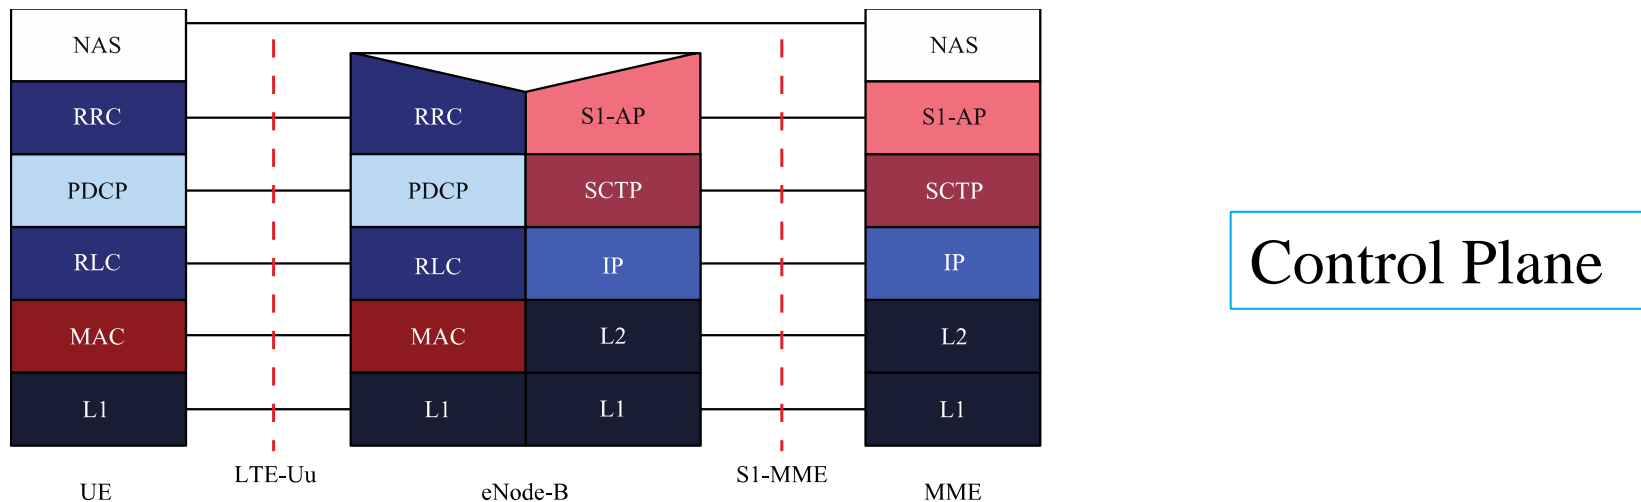 NAS NAS
RRC RRC S1-AP S1-AP
PDCP PDCP SCTP SCTP
RLC RLC IP IP
MAC MAC L2 L2
L1 L1 L1 L1
LTE-Uu S1-MME
UE eNode-B MME
Control Plane